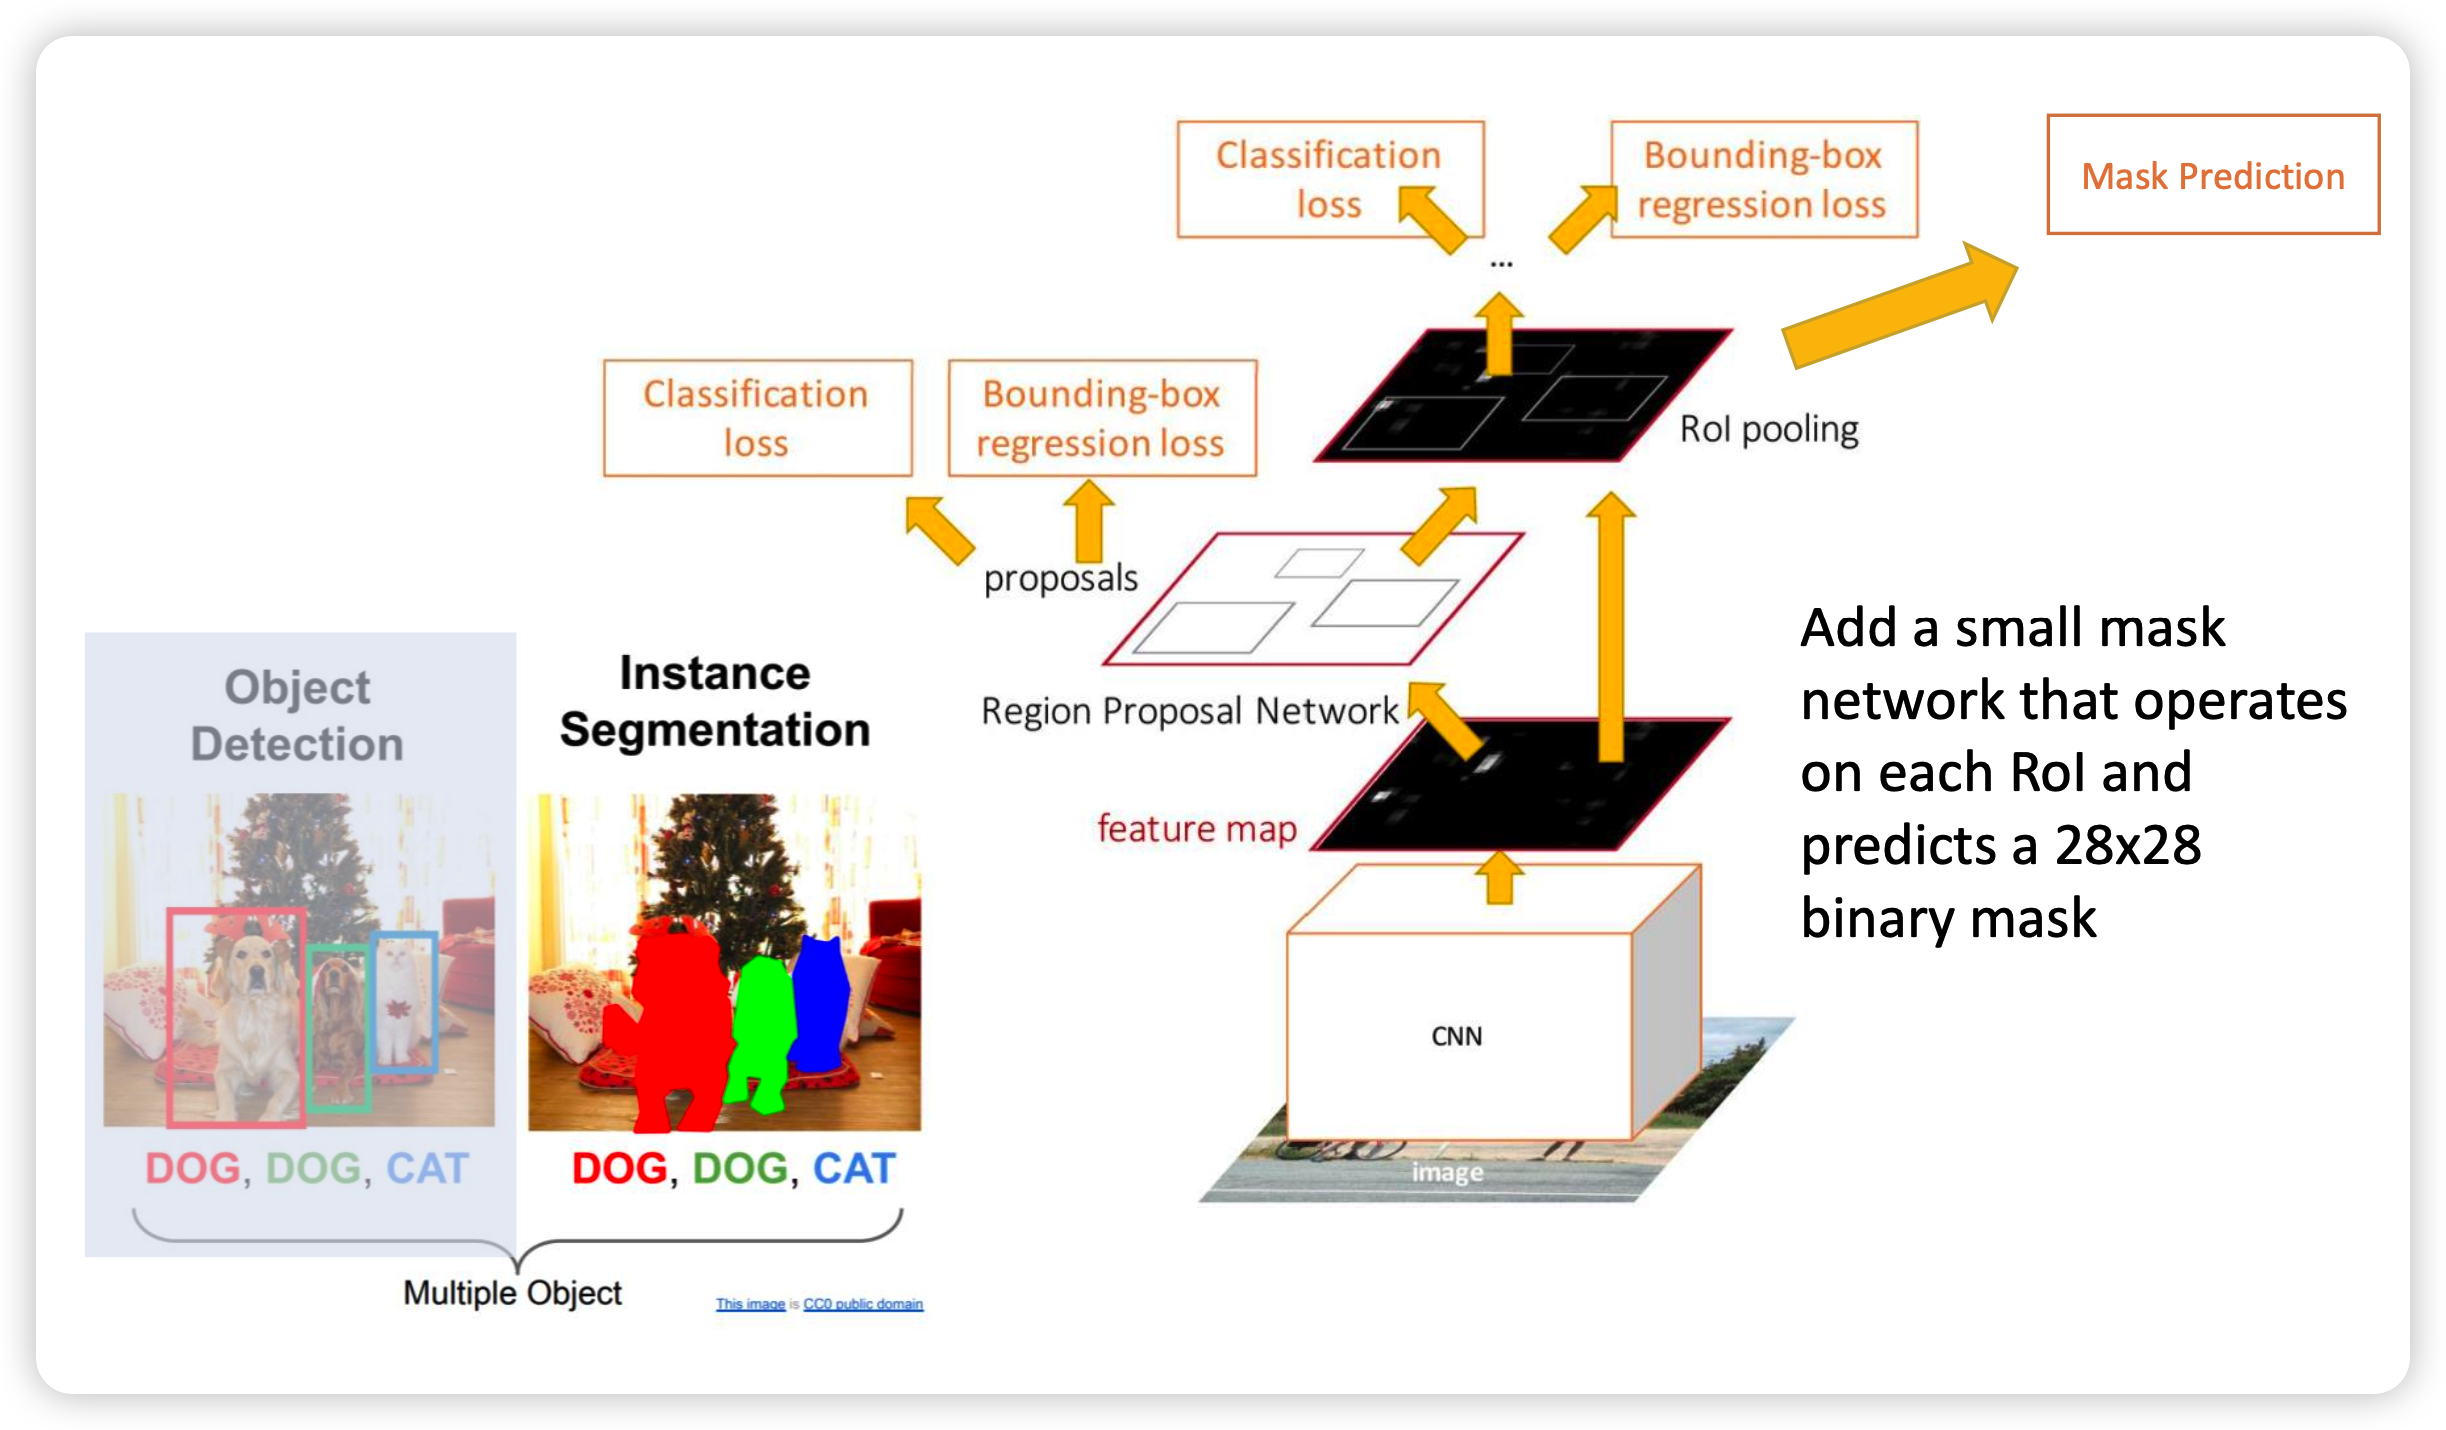 Classification
loss
Bounding-box
regression loss
Mask Prediction
...
Classification
loss
Bounding-box
regression loss
RoI pooling
proposals
Region Proposal Network
feature map
CNN
image
Add a small mask
network that operates
on each RoI and
predicts a 28x28
binary mask
Object
Detection
Instance
Segmentation
DOG, DOG, CAT
DOG, DOG, CAT
Multiple Object
This image is CC0 public domain